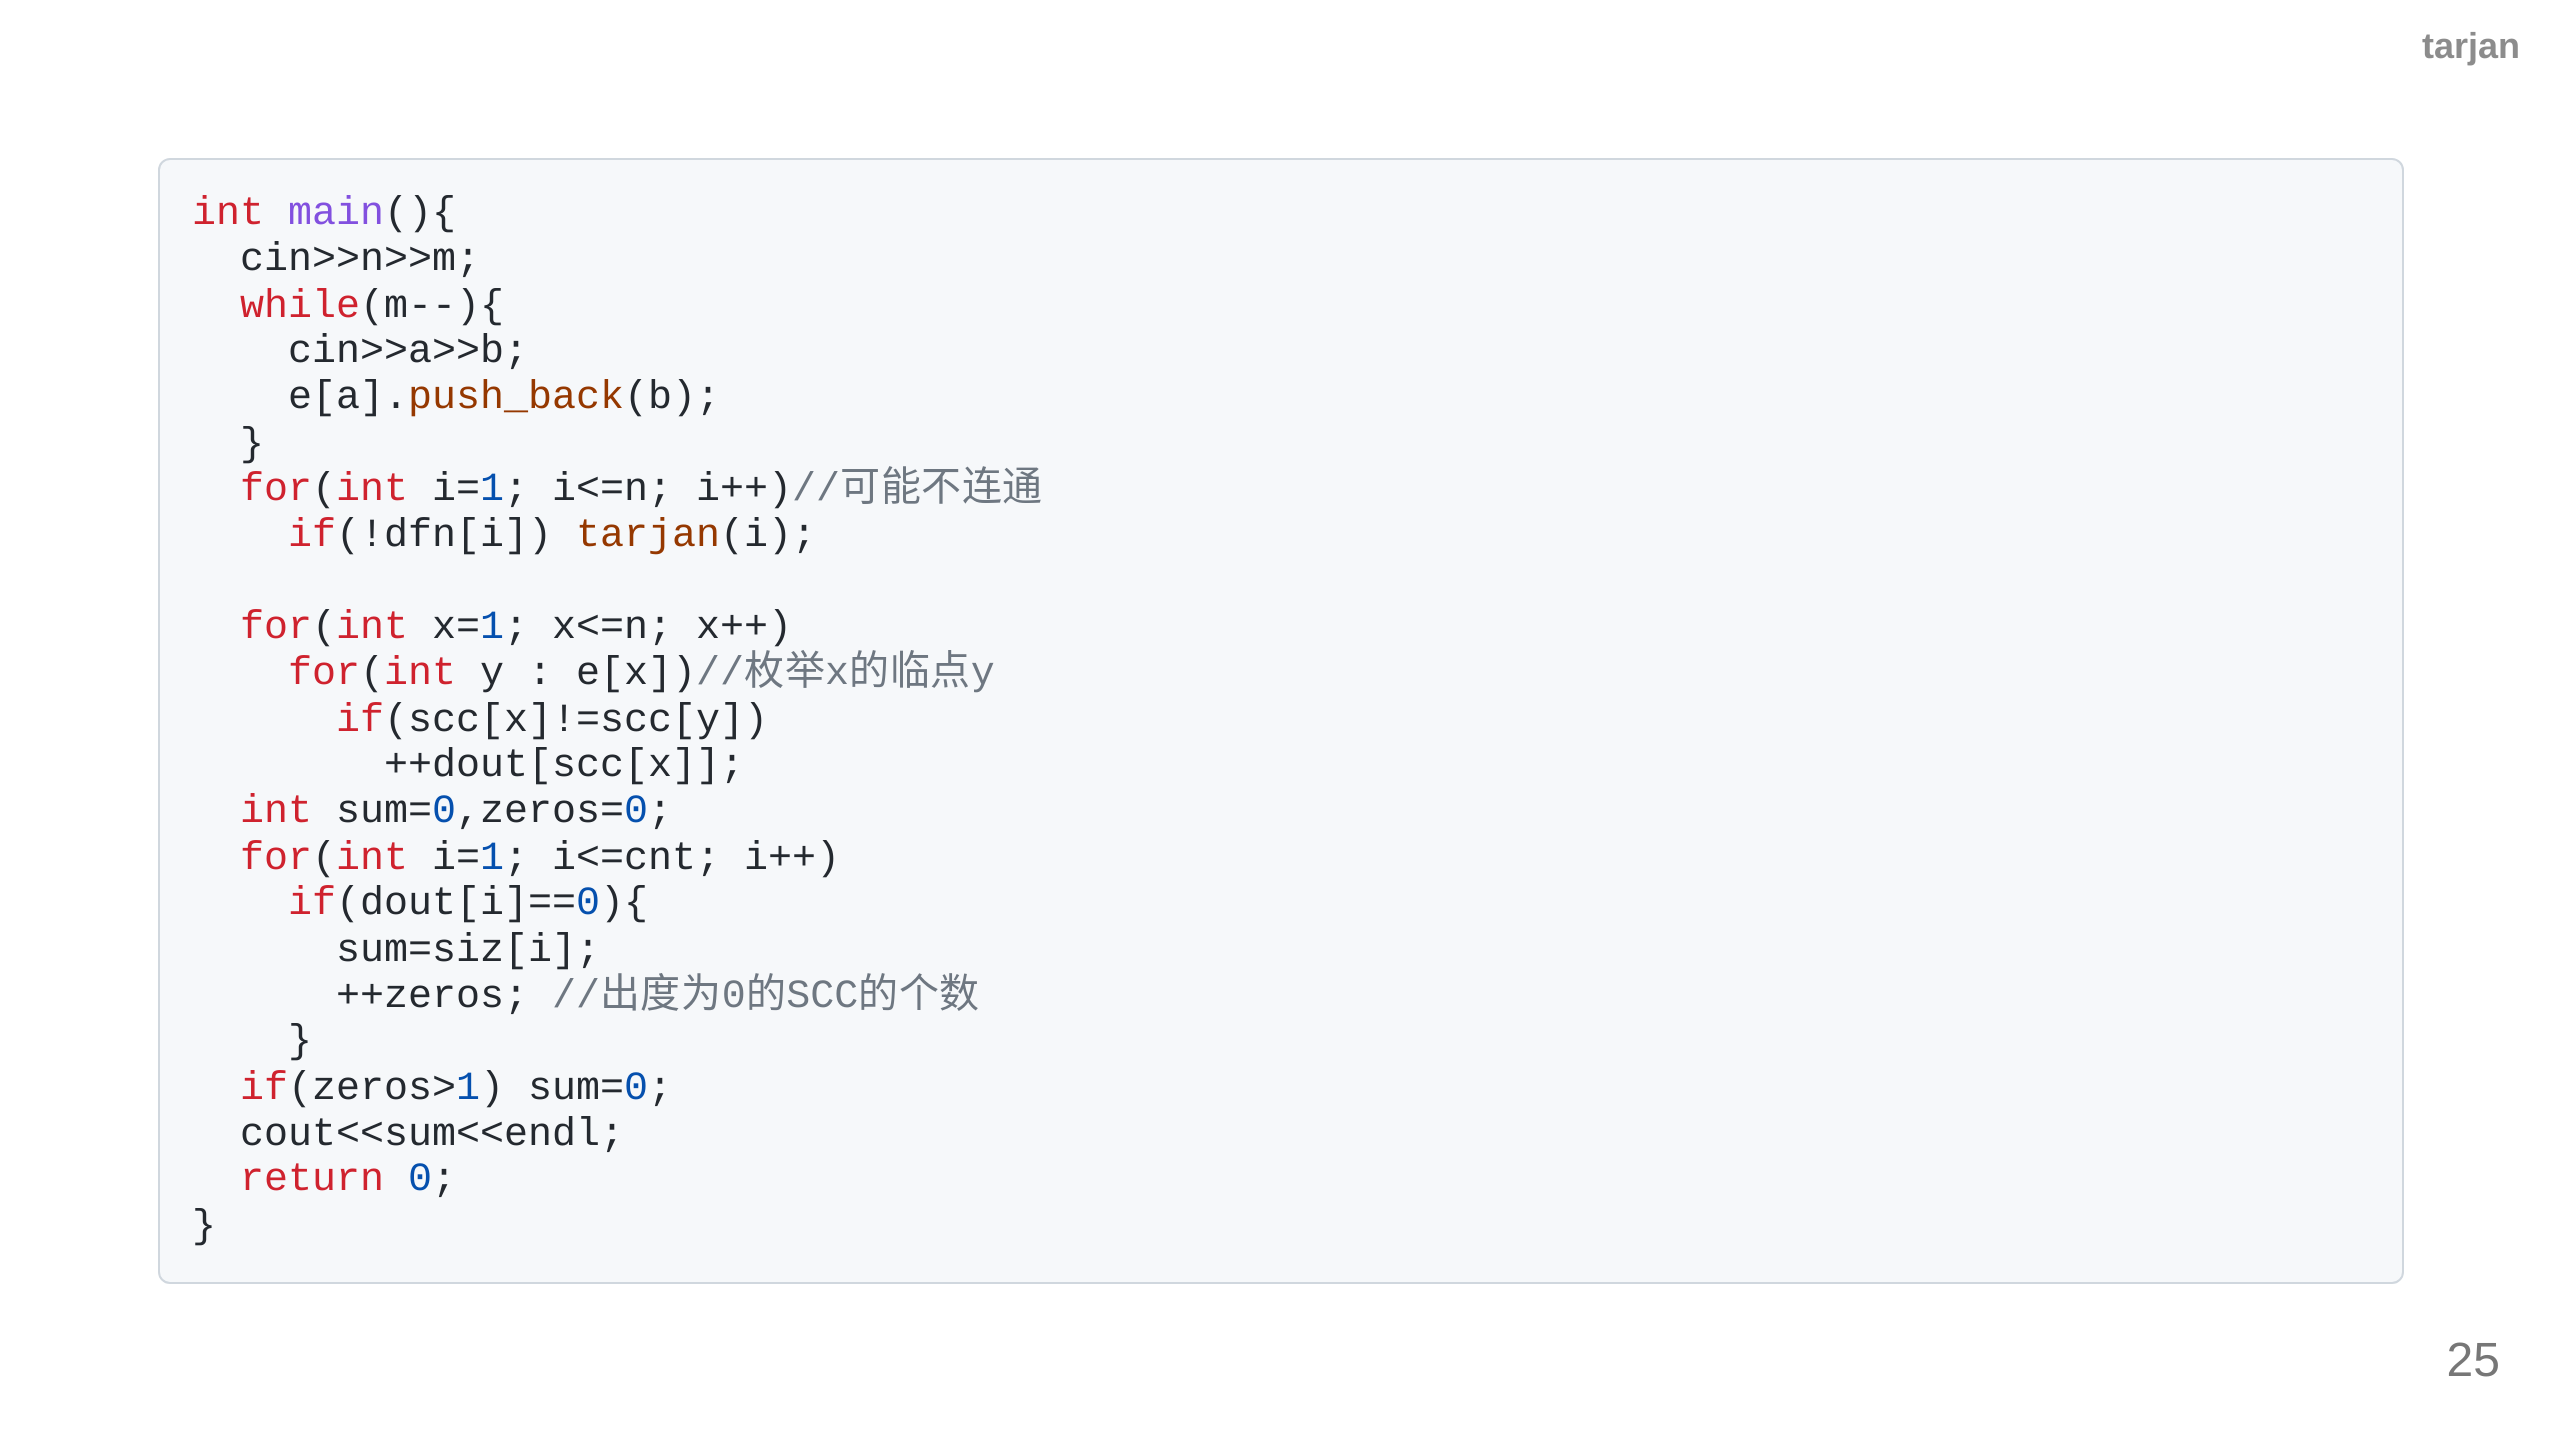 tarjan
int main(){
  cin>>n>>m;
  while(m--){
    cin>>a>>b;
    e[a].push_back(b);
  }
  for(int i=1; i<=n; i++)//可能不连通
    if(!dfn[i]) tarjan(i);

  for(int x=1; x<=n; x++)
    for(int y : e[x])//枚举x的临点y
      if(scc[x]!=scc[y])
        ++dout[scc[x]];
  int sum=0,zeros=0;
  for(int i=1; i<=cnt; i++)
    if(dout[i]==0){
      sum=siz[i];
      ++zeros; //出度为0的SCC的个数
    }
  if(zeros>1) sum=0;
  cout<<sum<<endl;
  return 0;
}
25